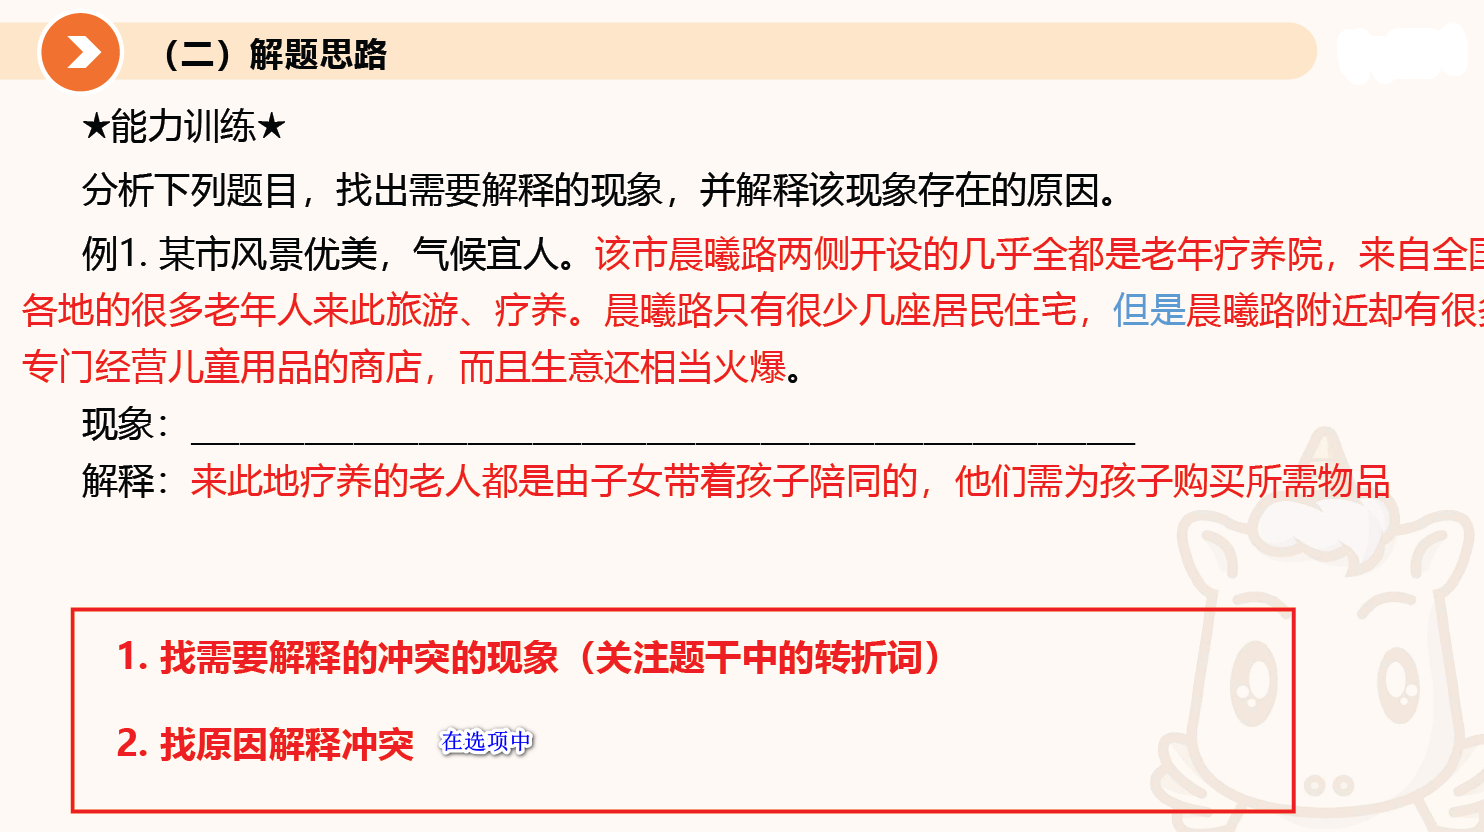 （二）解题思路
★能力训练★
分析下列题目，找出需要解释的现象，并解释该现象存在的原因。
例1. 某市风景优美，气候宜人。该市晨曦路两侧开设的几乎全都是老年疗养院，来自全国
各地的很多老年人来此旅游、疗养。晨曦路只有很少几座居民住宅，但是晨曦路附近却有很多
专门经营儿童用品的商店，而且生意还相当火爆。
现象：
解释：来此地疗养的老人都是由子女带着孩子陪同的，他们需为孩子购买所需物品
1. 找需要解释的冲突的现象（关注题干中的转折词）
2. 找原因解释冲突 在选项中